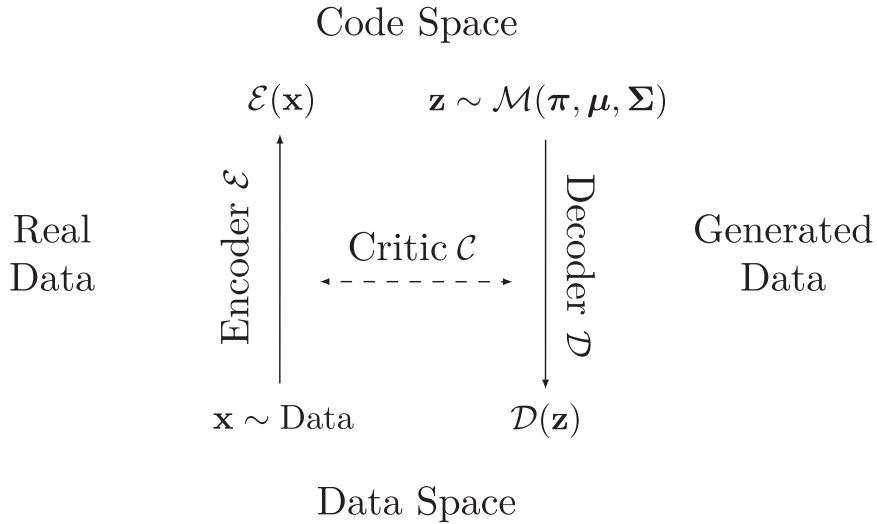 Code Space
ℰ(𝐱)
𝐳 ∼ ℳ(𝝅, 𝝁, 𝚺)
Real
Data
Encoder ℰ
Critic 𝒞
Decoder 𝒟
Generated
Data
𝐱 ∼ Data
𝒟(𝐳)
Data Space